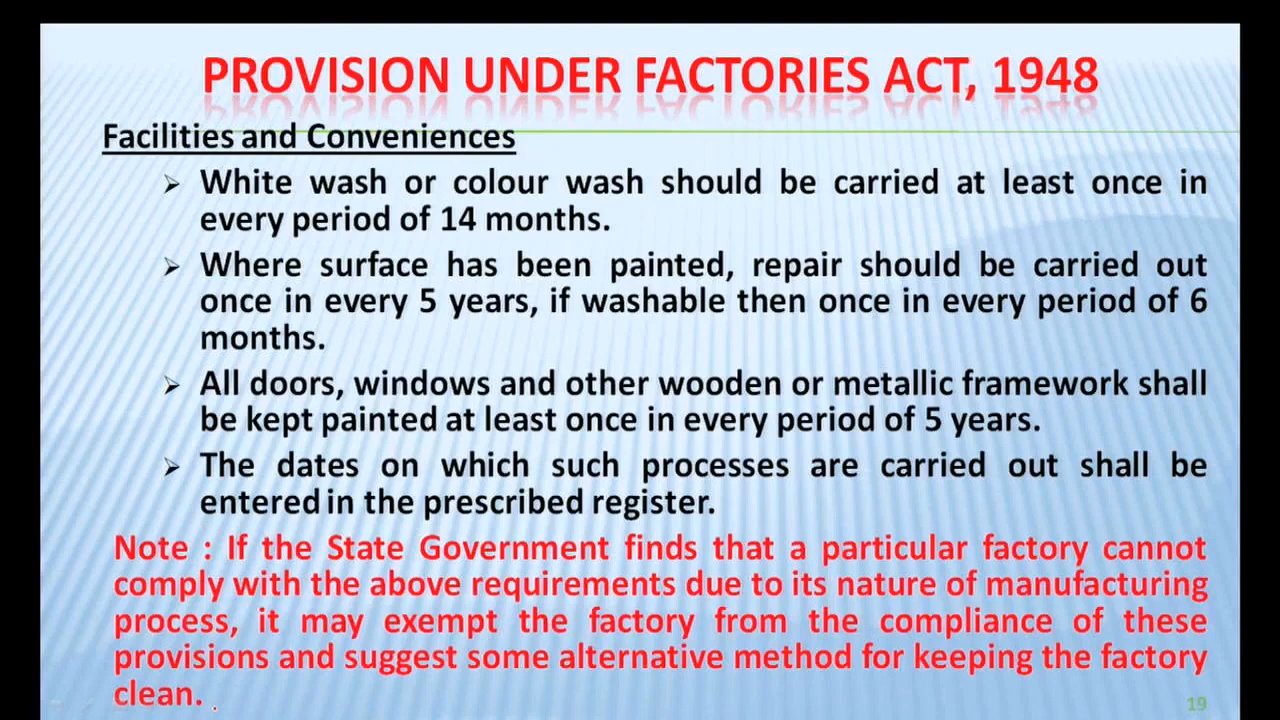 PROVISION UNDER FACTORIES ACT, 1948
Facilities and Conveniences
➢ White wash or colour wash should be carried at least once in
every period of 14 months.
➢ Where surface has been painted, repair should be carried out
once in every 5 years, if washable then once in every period of 6
months.
➢ All doors, windows and other wooden or metallic framework shall
be kept painted at least once in every period of 5 years.
➢ The dates on which such processes are carried out shall be
entered in the prescribed register.
Note : If the State Government finds that a particular factory cannot
comply with the above requirements due to its nature of manufacturing
process, it may exempt the factory from the compliance of these
provisions and suggest some alternative method for keeping the factory
clean.
19